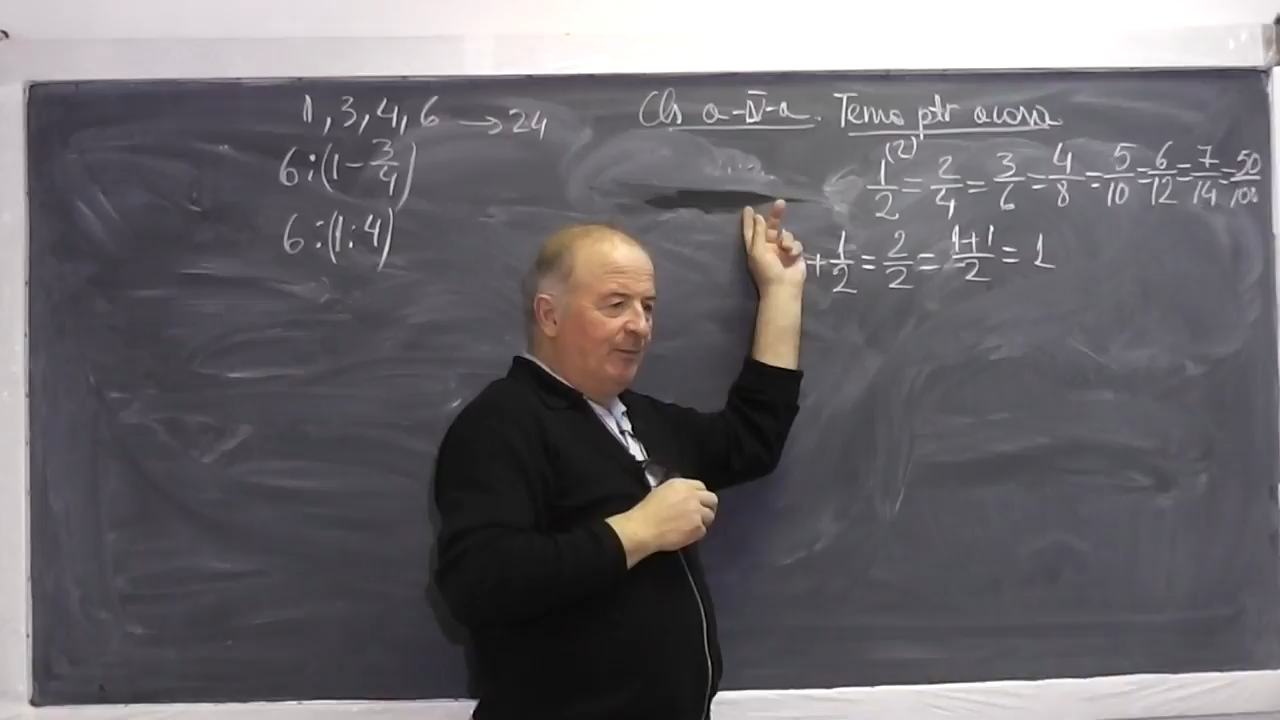 1, 3, 4, 6 → 24
6 : (1 - 3/4)
6 : (1 : 4)
Cls a-IV-a. Tema ptr acasa
1/2 (2) = 2/4 = 3/6 = 4/8 = 5/10 = 6/12 = 7/14 = 50/100
+ 1/2 = 2/2 = 1+1/2 = 1